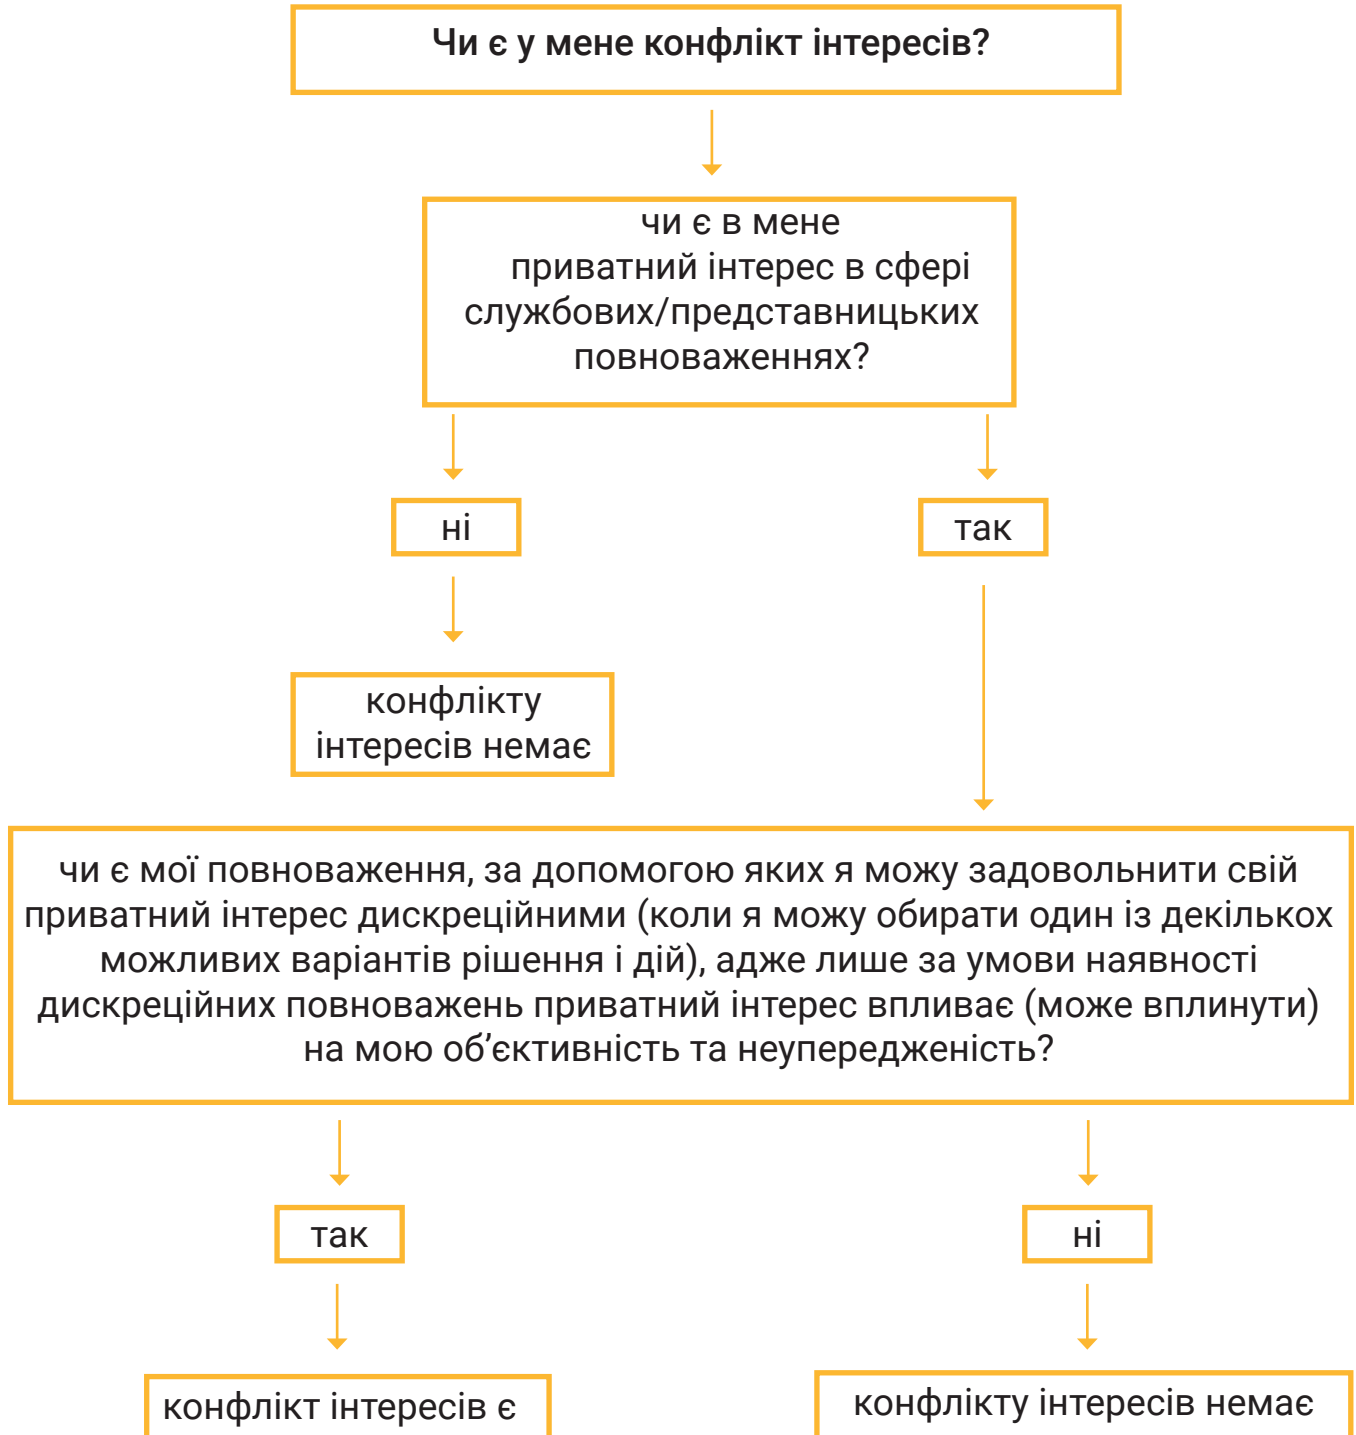 Чи є у мене конфлікт інтересів?
чи є в мене
приватний інтерес в сфері
службових/представницьких
повноваженнях?
ні
так
конфлікту
інтересів немає
чи є мої повноваження, за допомогою яких я можу задовольнити свій
приватний інтерес дискреційними (коли я можу обирати один із декількох
можливих варіантів рішення і дій), адже лише за умови наявності
дискреційних повноважень приватний інтерес впливає (може вплинути)
на мою об’єктивність та неупередженість?
так
ні
конфлікт інтересів є
конфлікту інтересів немає